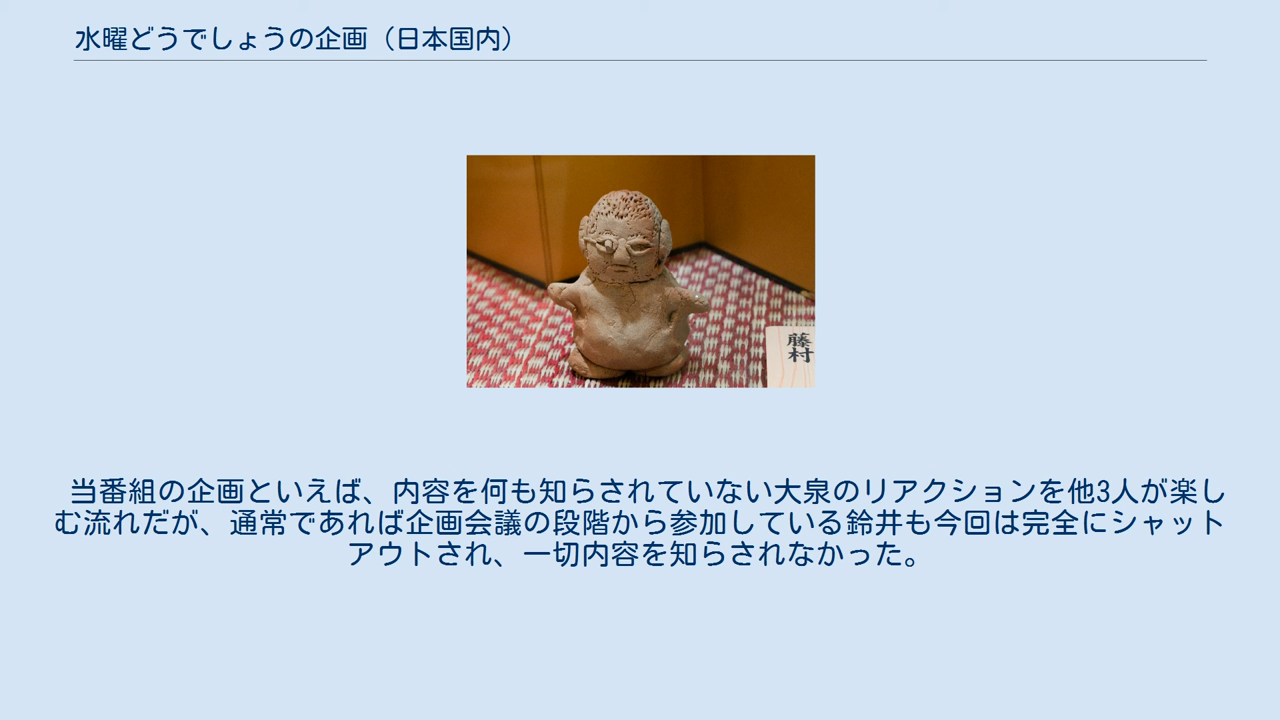 水曜どうでしょうの企画（日本国内）
藤村
当番組の企画といえば、内容を何も知らされていない大泉のリアクションを他3人が楽し
む流れだが、通常であれば企画会議の段階から参加している鈴井も今回は完全にシャット
アウトされ、一切内容を知らされなかった。